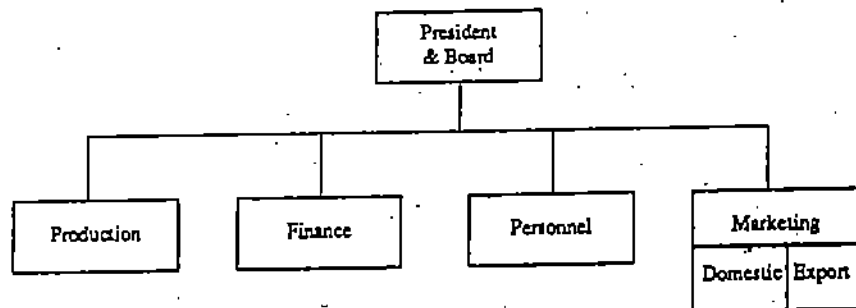 President
& Board
Production
Finance
Personnel
Marketing
Domestic Export